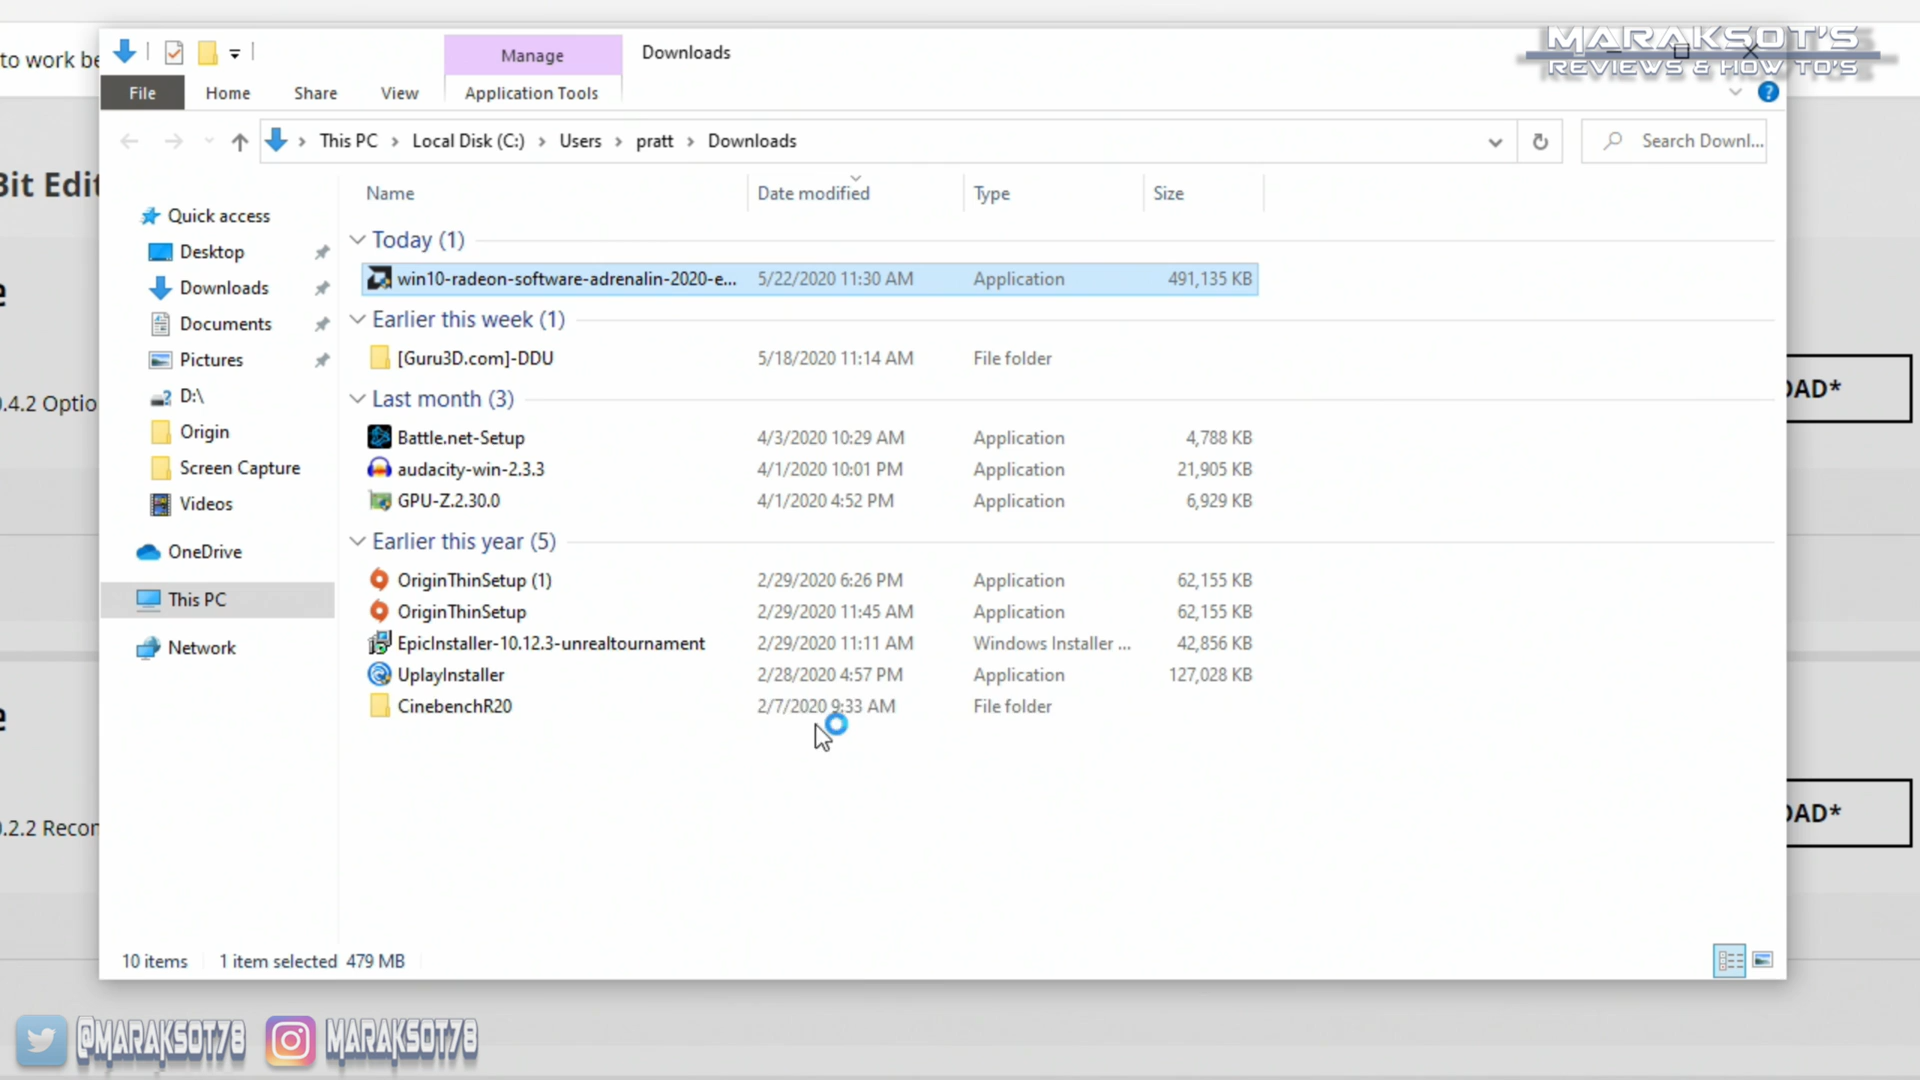 to work be
Manage
Downloads
MARAKSOT'S
REVIEWS & HOW TO'S
File
Home
Share
View
Application Tools
This PC
Local Disk (C:)
Users
pratt
Downloads
Search Downl...
Bit Edit
Name
Date modified
Type
Size
Quick access
Desktop
Downloads
Documents
Pictures
D:\
Origin
Screen Capture
Videos
OneDrive
This PC
Network
Today (1)
win10-radeon-software-adrenalin-2020-e... 5/22/2020 11:30 AM Application 491,135 KB
Earlier this week (1)
[Guru3D.com]-DDU 5/18/2020 11:14 AM File folder
Last month (3)
Battle.net-Setup 4/3/2020 10:29 AM Application 4,788 KB
audacity-win-2.3.3 4/1/2020 10:01 PM Application 21,905 KB
GPU-Z.2.30.0 4/1/2020 4:52 PM Application 6,929 KB
Earlier this year (5)
OriginThinSetup (1) 2/29/2020 6:26 PM Application 62,155 KB
OriginThinSetup 2/29/2020 11:45 AM Application 62,155 KB
EpicInstaller-10.12.3-unrealtournament 2/29/2020 11:11 AM Windows Installer ... 42,856 KB
UplayInstaller 2/28/2020 4:57 PM Application 127,028 KB
CinebenchR20 2/7/2020 9:33 AM File folder
e
.4.2 Optio
OAD*
e
.2.2 Recon
OAD*
10 items 1 item selected 479 MB
@MARAKSOT78
MARAKSOT78